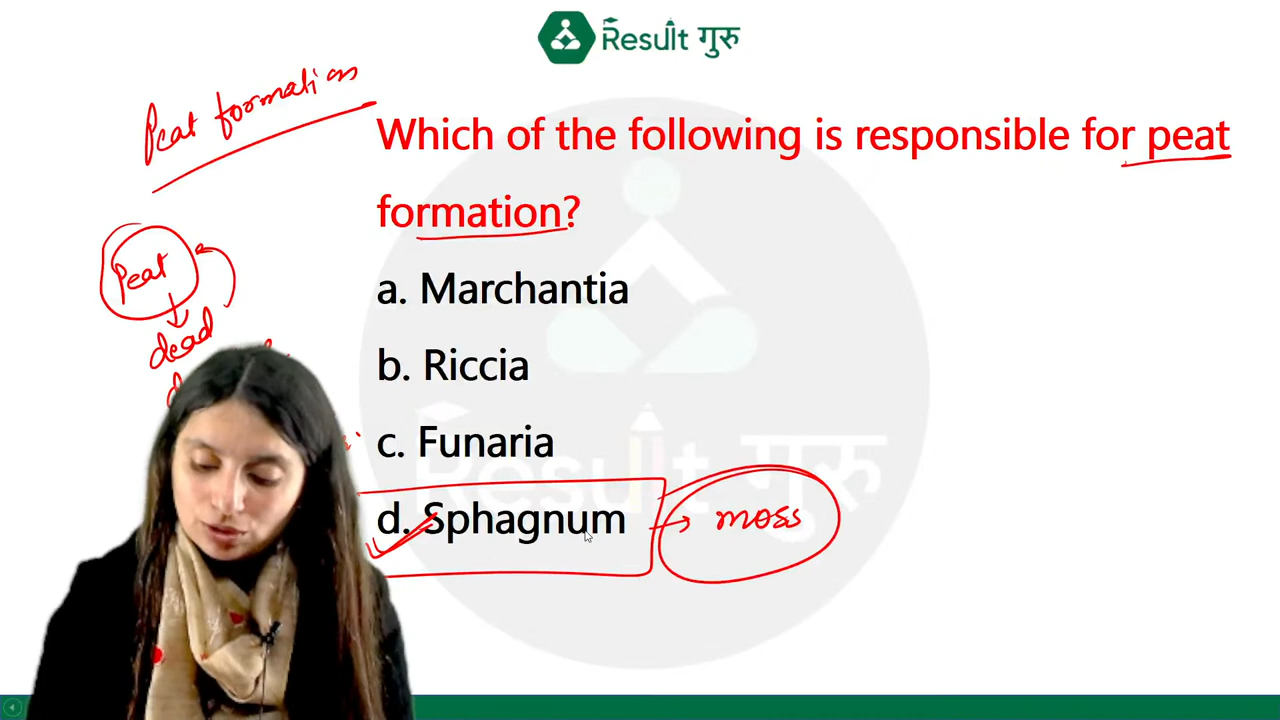 Result गुरु
Peat formation
Which of the following is responsible for peat
formation?
Peat
dead
a. Marchantia
b. Riccia
c. Funaria
d. Sphagnum → moss
Result गुरु